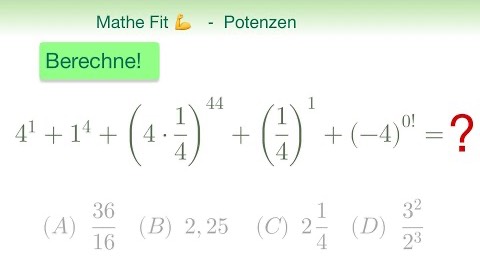 Mathe Fit 💪 - Potenzen
Berechne!
4¹ + 1⁴ + (4 · 1/4)⁴⁴ + (1/4)¹ + (−4)⁰ꜝ = ?
(A) 36/16 (B) 2,25 (C) 2 1/4 (D) 3²/2³